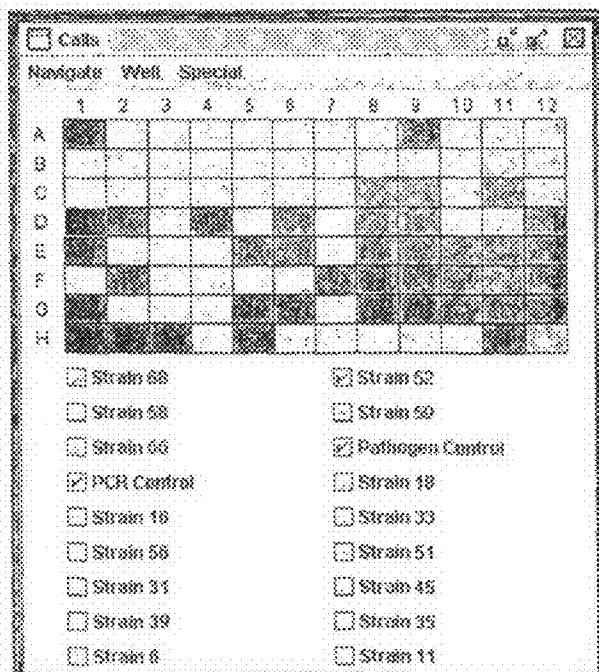 Calls
Navigate Well Special
1 2 3 4 5 6 7 8 9 10 11 12
A
B
C
D
E
F
G
H
Strain 68 Strain 52
Strain 58 Strain 50
Strain 66 Pathogen Control
PCR Control Strain 18
Strain 16 Strain 33
Strain 56 Strain 51
Strain 31 Strain 45
Strain 39 Strain 35
Strain 6 Strain 11